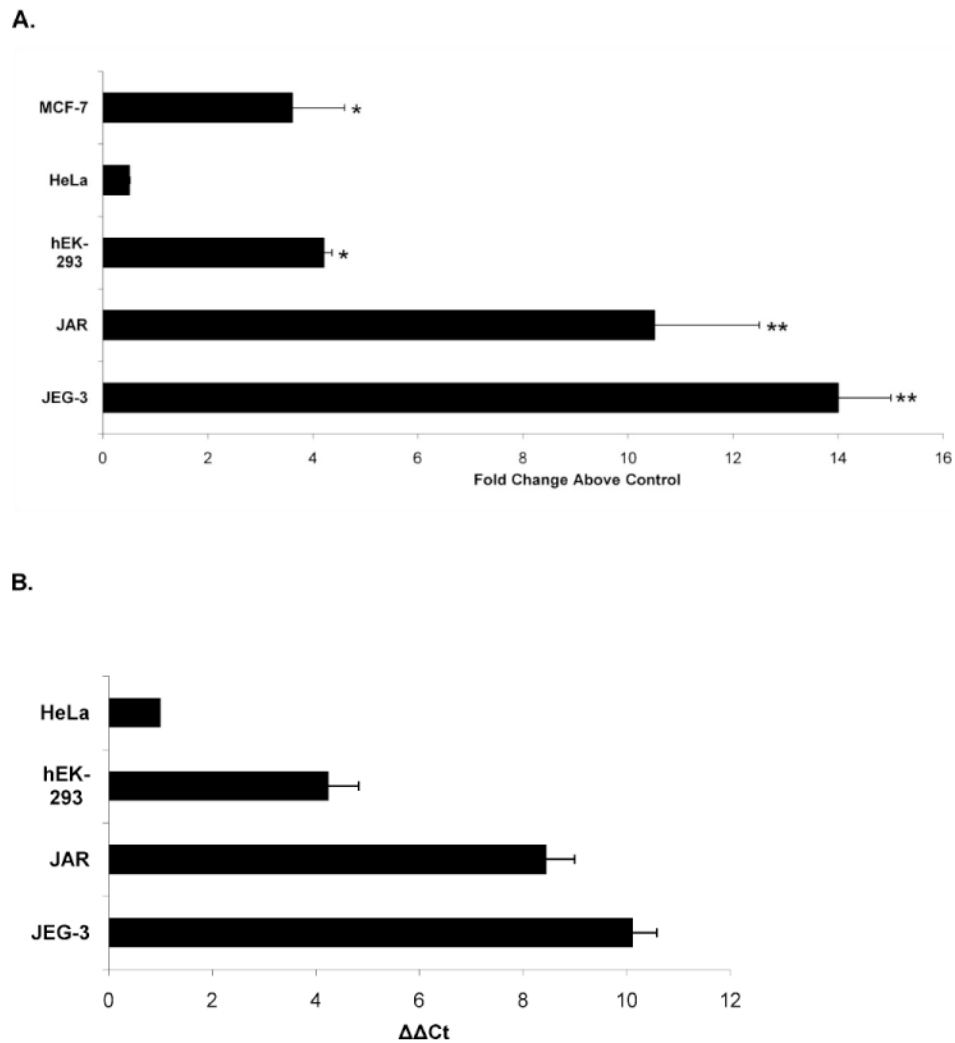 A.
MCF-7
*
HeLa
hEK-
293
*
JAR
**
JEG-3
**
0 2 4 6 8 10 12 14 16
Fold Change Above Control
B.
HeLa
hEK-
293
JAR
JEG-3
0 2 4 6 8 10 12
ΔΔCt